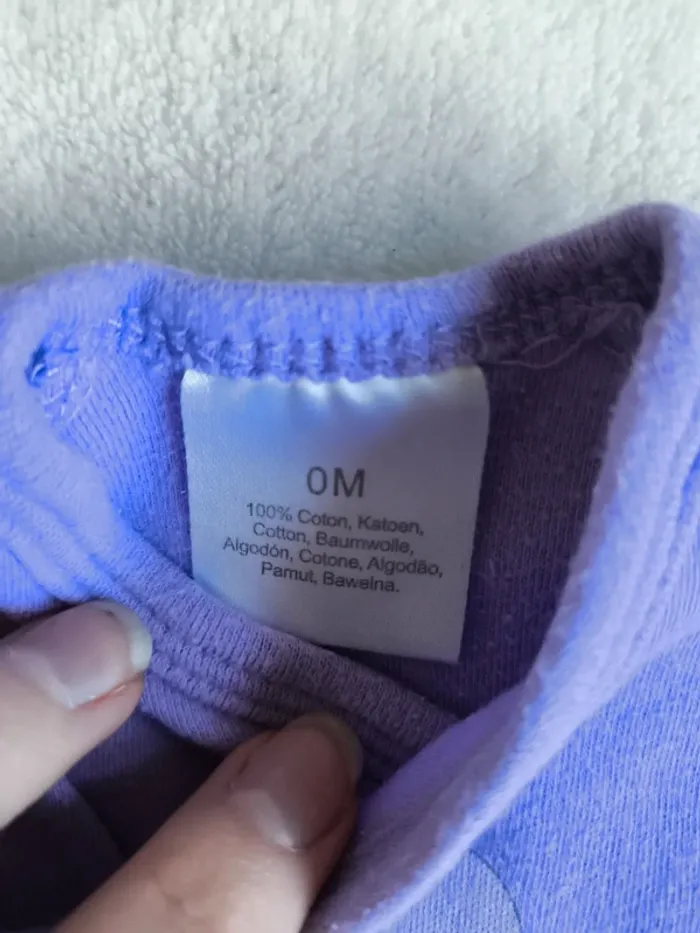 0M
100% Coton, Katoen,
Cotton, Baumwolle,
Algodón, Cotone, Algodão,
Pamut, Bawełna.